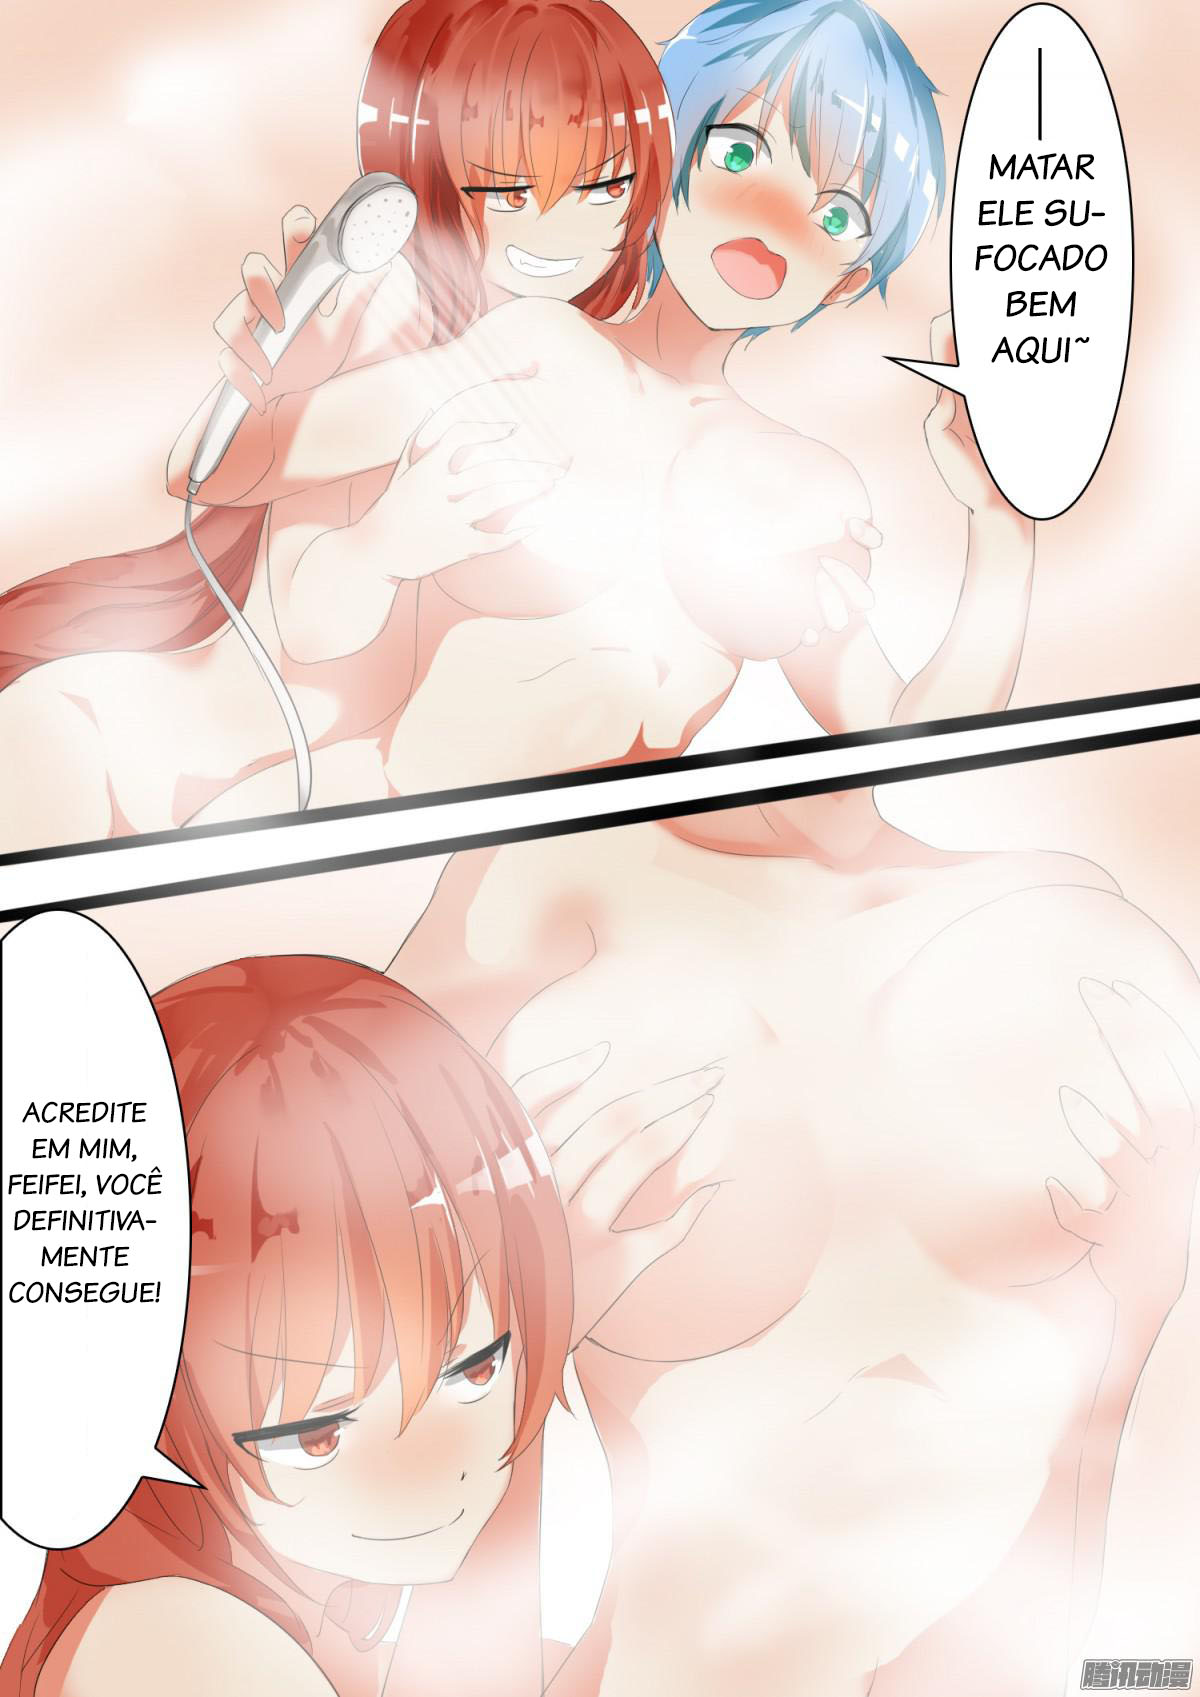 MATAR
ELE SU-
FOCADO
BEM
AQUI~
ACREDITE
EM MIM,
FEIFEI, VOCÊ
DEFINITIVA-
MENTE
CONSEGUE!
腾讯动漫